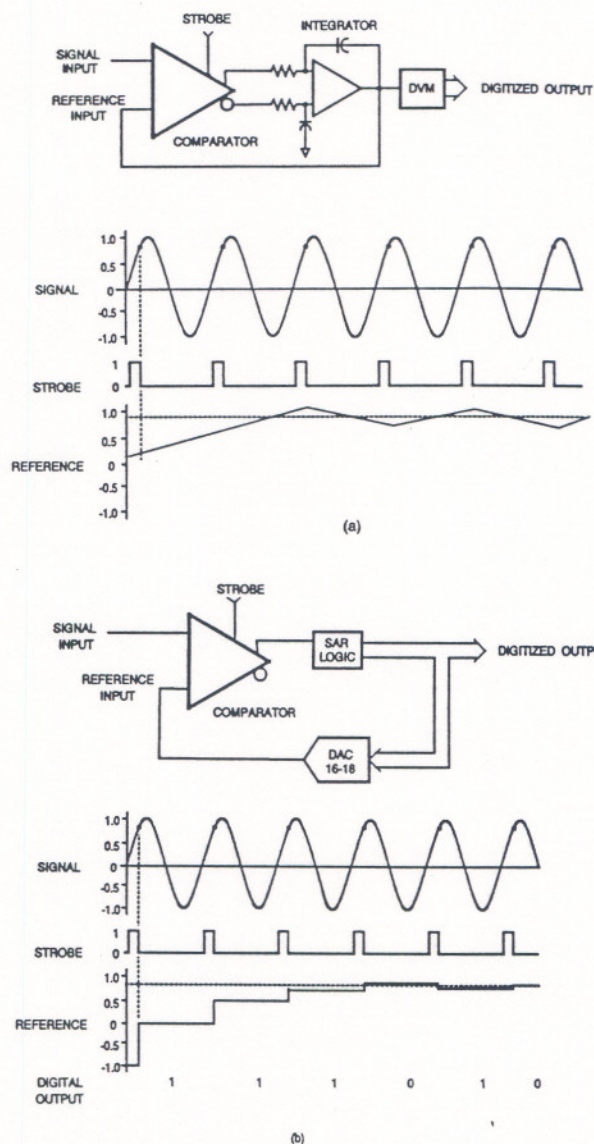 INTEGRATOR
STROBE
SIGNAL
INPUT
REFERENCE
INPUT
DVM
DIGITIZED OUTPUT
COMPARATOR
1.0
0.5
SIGNAL 0
-0.5
-1.0
1
STROBE 0
1.0
0.5
REFERENCE 0
-0.5
-1.0
(a)
STROBE
SIGNAL
INPUT
SAR
LOGIC
DIGITIZED OUTP
REFERENCE
INPUT
COMPARATOR
DAC
16-18
1.0
0.5
SIGNAL 0
-0.5
-1.0
1
STROBE 0
1.0
0.5
REFERENCE 0
-0.5
-1.0
DIGITAL
OUTPUT 1 1 1 0 1 0
(b)